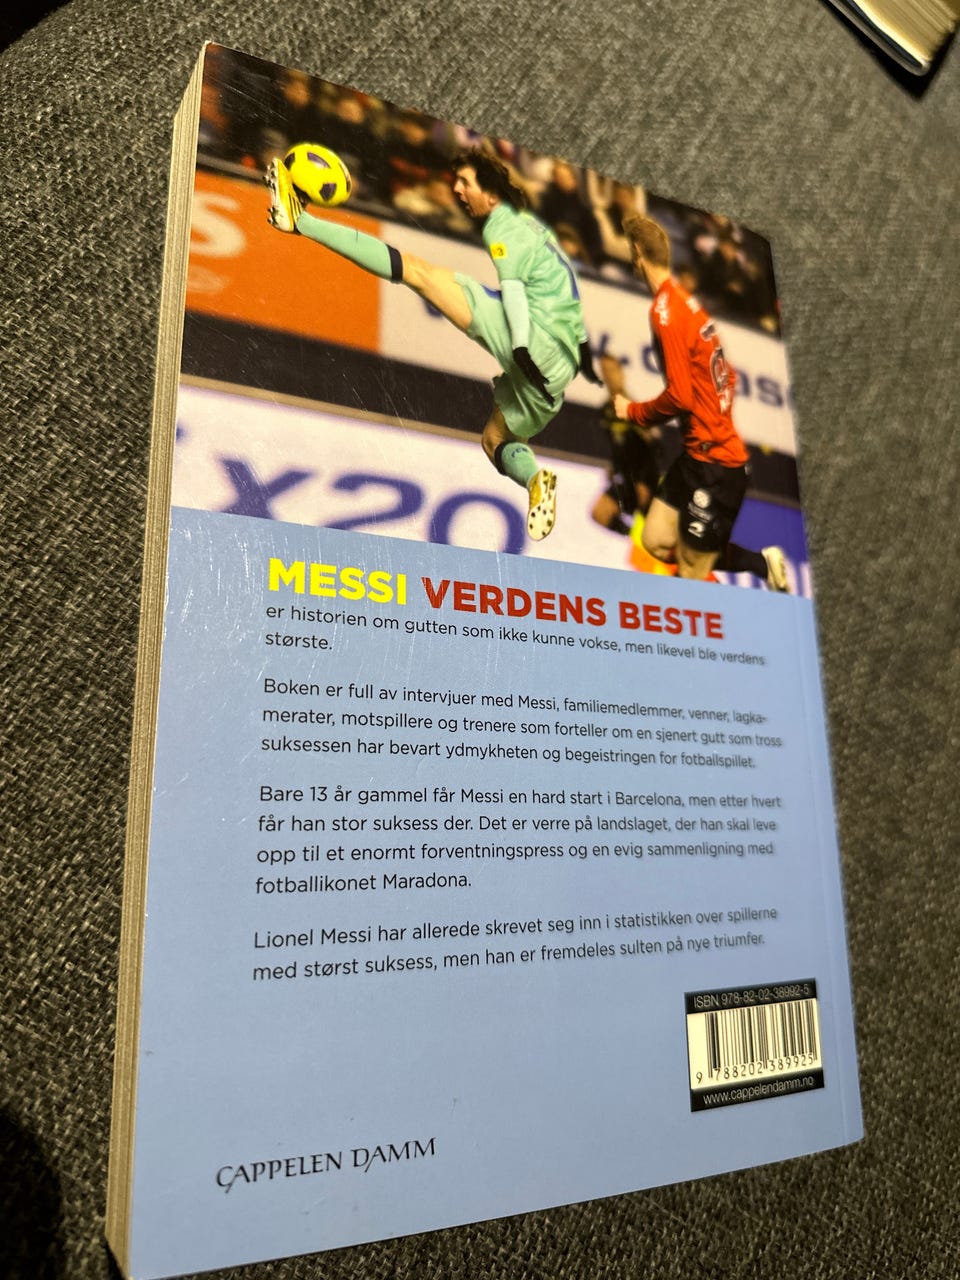 x20
MESSI VERDENS BESTE
er historien om gutten som ikke kunne vokse, men likevel ble verdens
største.
Boken er full av intervjuer med Messi, familiemedlemmer, venner, lagka-
merater, motspillere og trenere som forteller om en sjenert gutt som tross
suksessen har bevart ydmykheten og begeistringen for fotballspillet.
Bare 13 år gammel får Messi en hard start i Barcelona, men etter hvert
får han stor suksess der. Det er verre på landslaget, der han skal leve
opp til et enormt forventningspress og en evig sammenligning med
fotballikonet Maradona.
Lionel Messi har allerede skrevet seg inn i statistikken over spillerne
med størst suksess, men han er fremdeles sulten på nye triumfer.
ISBN 978-82-02-38992-5
9 788202 389925
www.cappelendamm.no
CAPPELEN DAMM